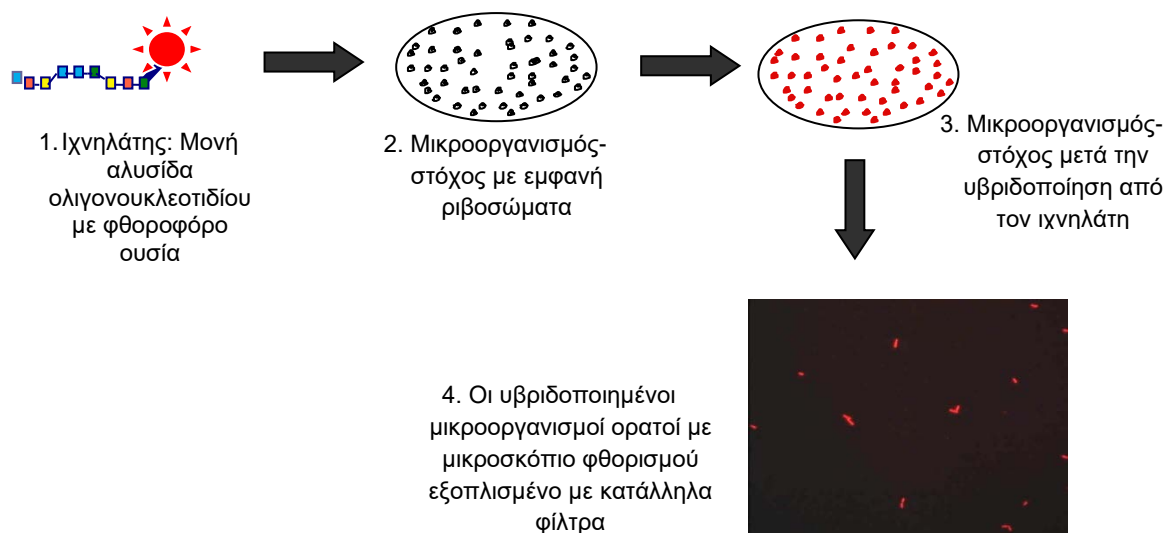 1. Ιχνηλάτης: Μονή
αλυσίδα
ολιγονουκλεοτιδίου
με φθοροφόρο
ουσία
2. Μικροοργανισμός-
στόχος με εμφανή
ριβοσώματα
3. Μικροοργανισμός-
στόχος μετά την
υβριδοποίηση από
τον ιχνηλάτη
4. Οι υβριδοποιημένοι
μικροοργανισμοί ορατοί με
μικροσκόπιο φθορισμού
εξοπλισμένο με κατάλληλα
φίλτρα